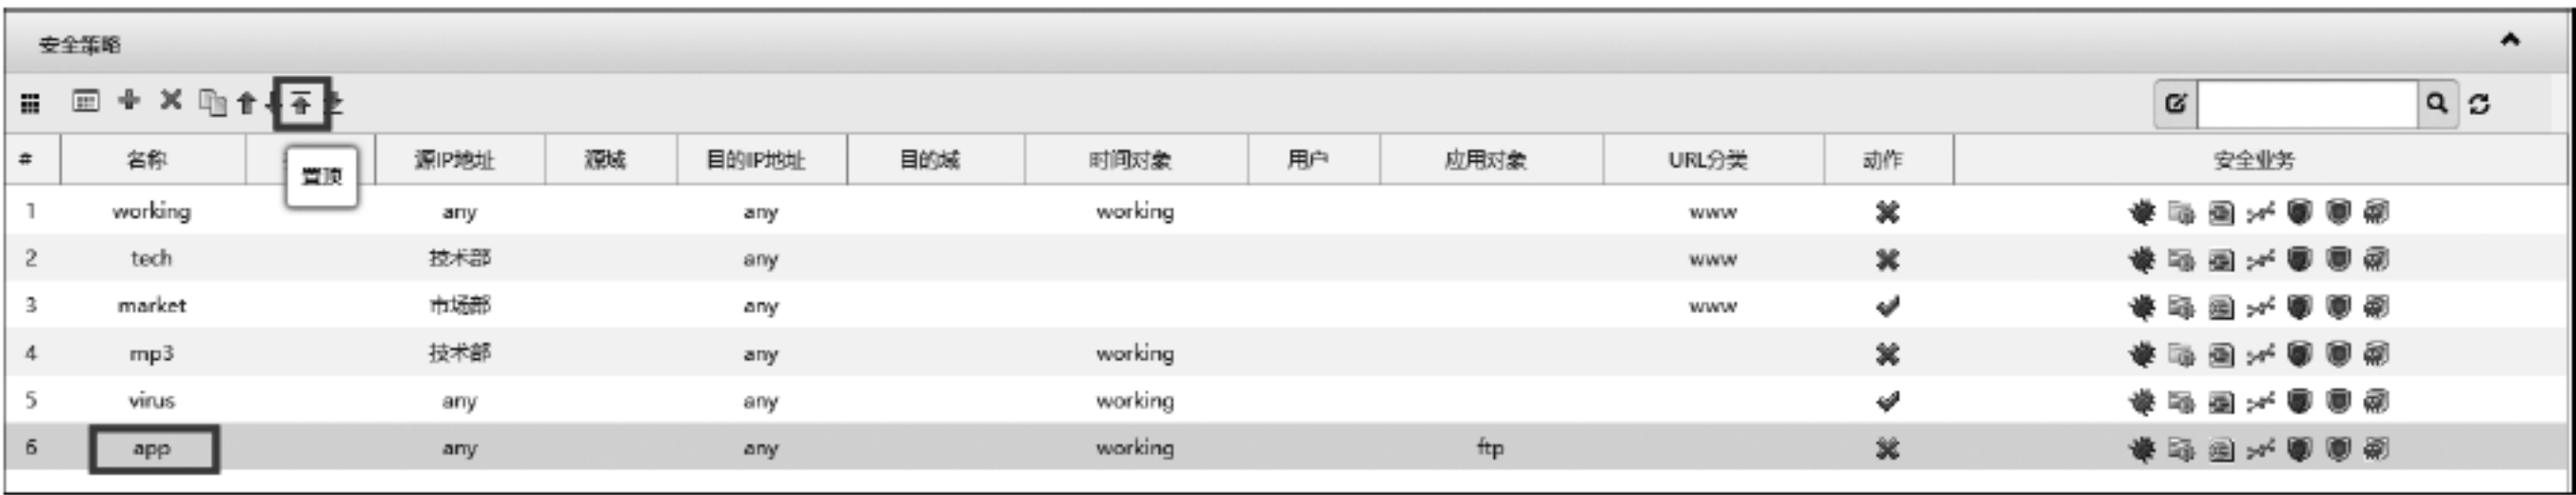 安全策略
置顶
# 名称 源IP地址 源域 目的IP地址 目的域 时间对象 用户 应用对象 URL分类 动作 安全业务
1 working any any working www
2 tech 技术部 any www
3 market 市场部 any www
4 mp3 技术部 any working
5 virus any any working
6 app any any working ftp